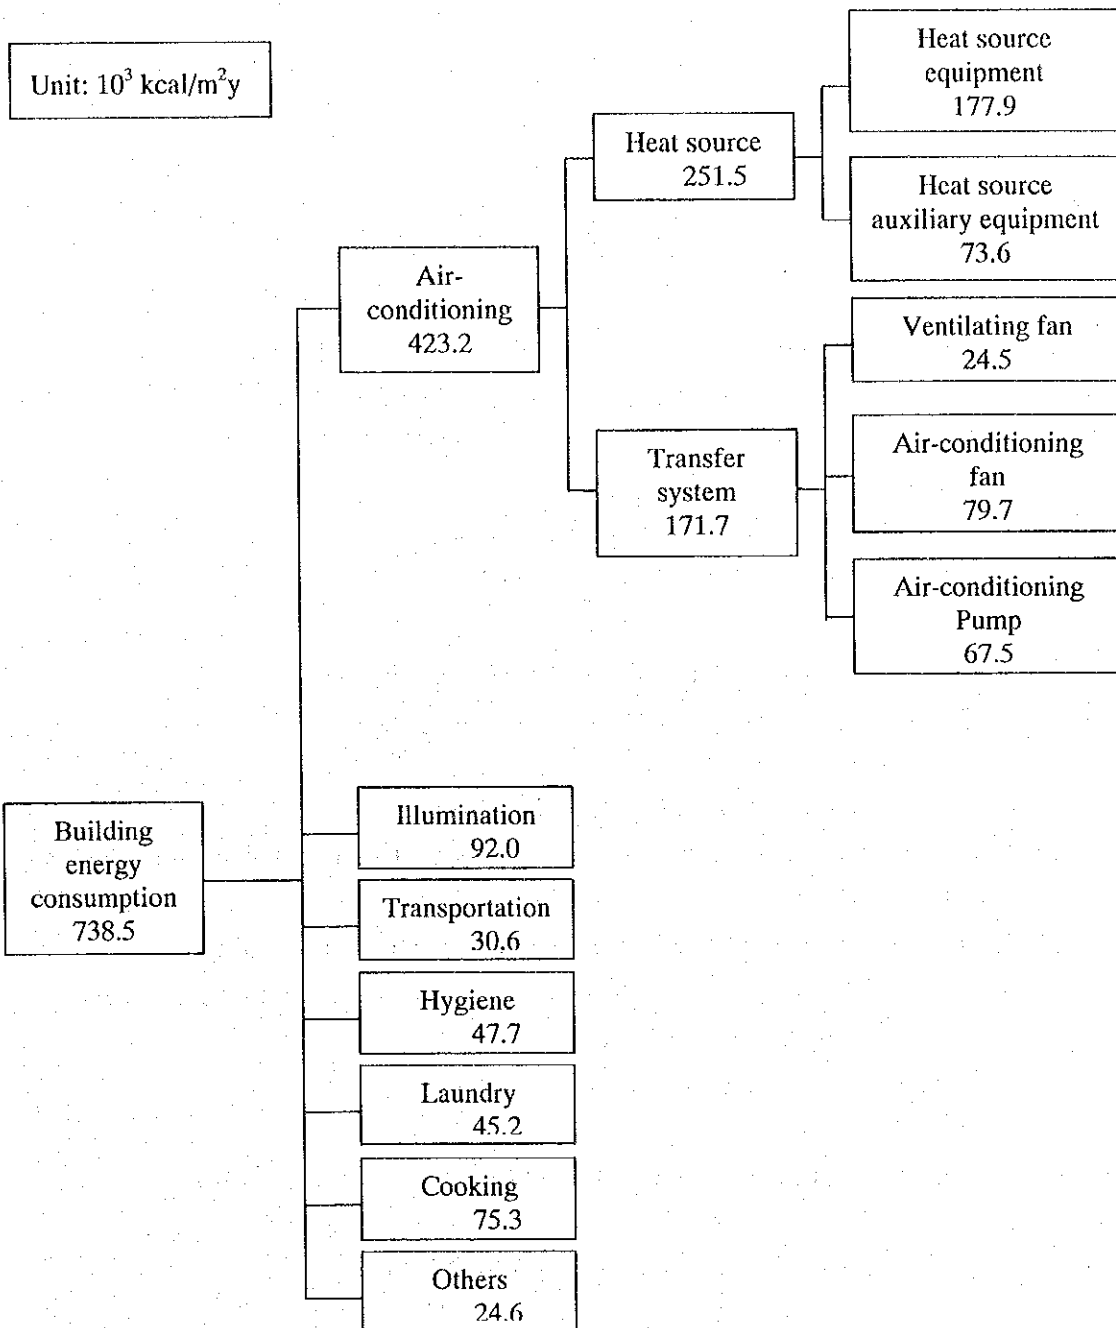 Unit: 10³ kcal/m²y
Heat source
equipment
177.9
Heat source
251.5
Heat source
auxiliary equipment
73.6
Air-
conditioning
423.2
Ventilating fan
24.5
Transfer
system
171.7
Air-conditioning
fan
79.7
Air-conditioning
Pump
67.5
Building
energy
consumption
738.5
Illumination
92.0
Transportation
30.6
Hygiene
47.7
Laundry
45.2
Cooking
75.3
Others
24.6